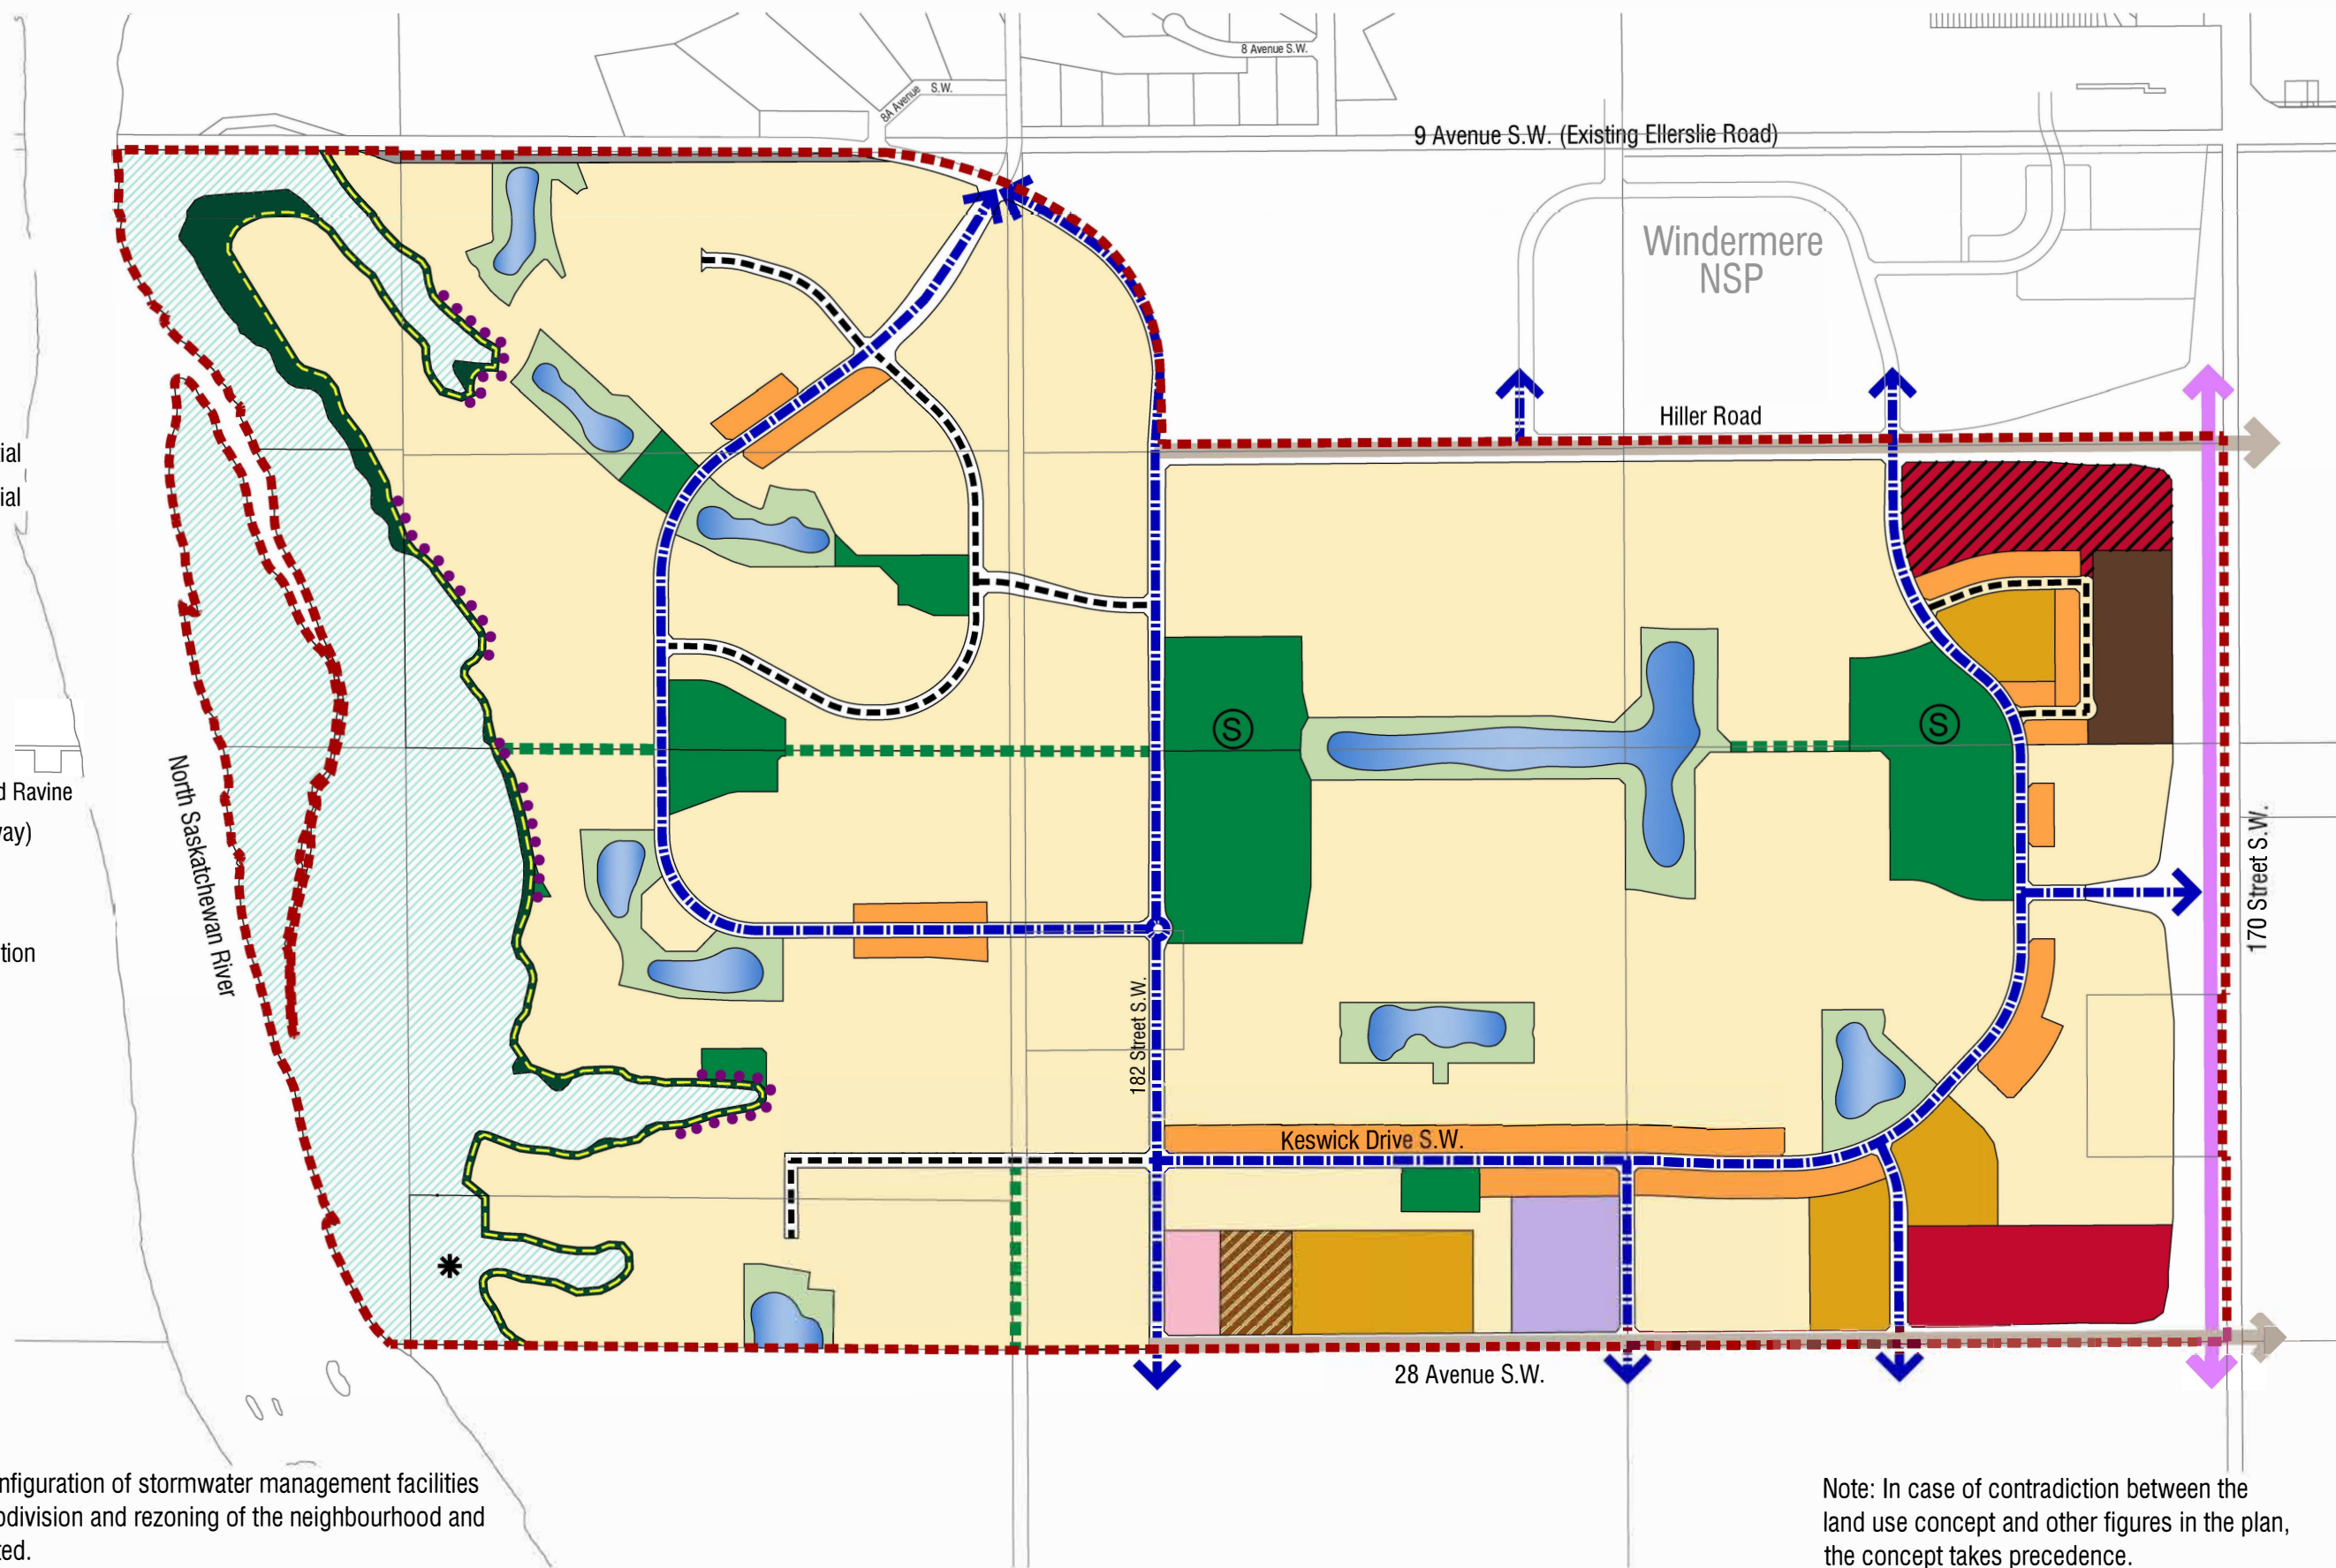 8 Avenue S.W.
8A Avenue S.W.
9 Avenue S.W. (Existing Ellerslie Road)
Windermere
NSP
Hiller Road
ial
ial
S
S
d Ravine
way)
North Saskatchewan River
170 Street S.W.
tion
182 Street S.W.
Keswick Drive S.W.
*
28 Avenue S.W.
nfiguration of stormwater management facilities
bdivision and rezoning of the neighbourhood and
ted.
Note: In case of contradiction between the
land use concept and other figures in the plan,
the concept takes precedence.